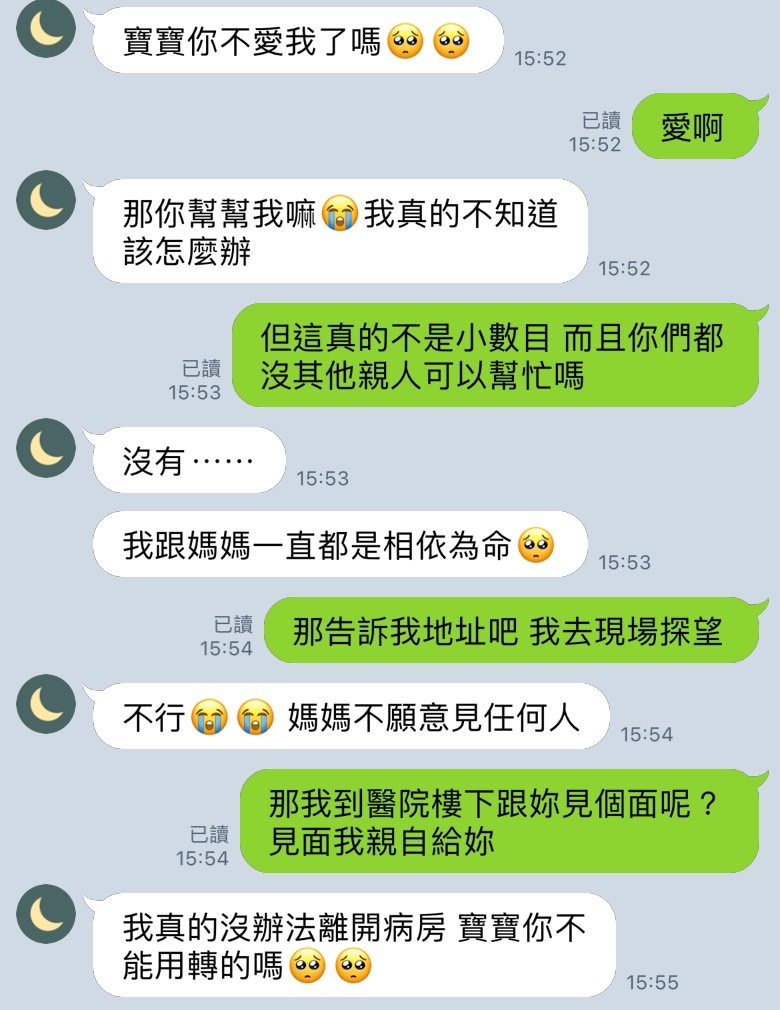 寶寶你不愛我了嗎🥺🥺
15:52
已讀
15:52
愛啊
那你幫幫我嘛😭我真的不知道
該怎麼辦
15:52
但這真的不是小數目 而且你們都
沒其他親人可以幫忙嗎
已讀
15:53
沒有⋯⋯
15:53
我跟媽媽一直都是相依為命🥺
15:53
已讀
15:54
那告訴我地址吧 我去現場探望
不行😭😭 媽媽不願意見任何人
15:54
那我到醫院樓下跟妳見個面呢？
見面我親自給妳
已讀
15:54
我真的沒辦法離開病房 寶寶你不
能用轉的嗎🥺🥺
15:55